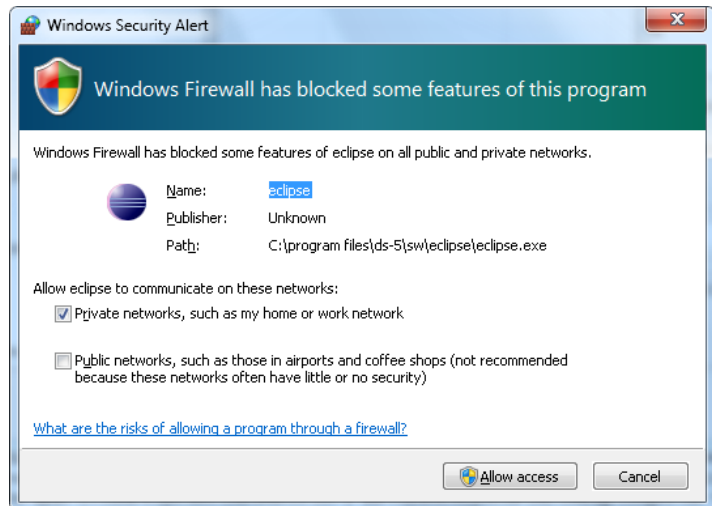 Windows Security Alert
Windows Firewall has blocked some features of this program
Windows Firewall has blocked some features of eclipse on all public and private networks.
Name: eclipse
Publisher: Unknown
Path: C:\program files\ds-5\sw\eclipse\eclipse.exe
Allow eclipse to communicate on these networks:
Private networks, such as my home or work network
Public networks, such as those in airports and coffee shops (not recommended
because these networks often have little or no security)
What are the risks of allowing a program through a firewall?
Allow access Cancel